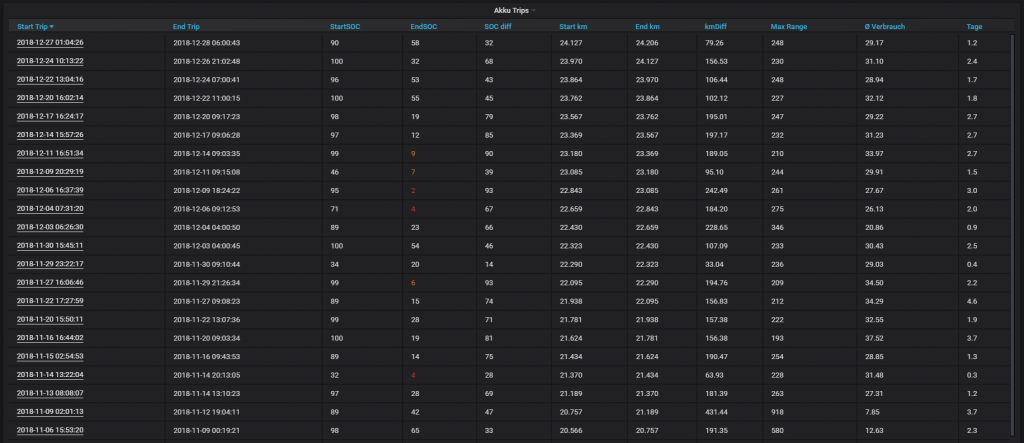 Akku Trips
Start Trip End Trip StartSOC EndSOC SOC diff Start km End km kmDiff Max Range Ø Verbrauch Tage
2018-12-27 01:04:26 2018-12-28 06:00:43 90 58 32 24.127 24.206 79.26 248 29.17 1.2
2018-12-24 10:13:22 2018-12-26 21:02:48 100 32 68 23.970 24.127 156.53 230 31.10 2.4
2018-12-22 13:04:16 2018-12-24 07:00:41 96 53 43 23.864 23.970 106.44 248 28.94 1.7
2018-12-20 16:02:14 2018-12-22 11:00:15 100 55 45 23.762 23.864 102.12 227 32.12 1.8
2018-12-17 16:24:17 2018-12-20 09:17:23 98 19 79 23.567 23.762 195.01 247 29.22 2.7
2018-12-14 15:57:26 2018-12-17 09:06:28 97 12 85 23.369 23.567 197.17 232 31.23 2.7
2018-12-11 16:51:34 2018-12-14 09:03:35 99 9 90 23.180 23.369 189.05 210 33.97 2.7
2018-12-09 20:29:19 2018-12-11 09:15:08 46 7 39 23.085 23.180 95.10 244 29.91 1.5
2018-12-06 16:37:39 2018-12-09 18:24:22 95 2 93 22.843 23.085 242.49 261 27.67 3.0
2018-12-04 07:31:20 2018-12-06 09:12:53 71 4 67 22.659 22.843 184.20 275 26.13 2.0
2018-12-03 06:26:30 2018-12-04 04:00:50 89 23 66 22.430 22.659 228.65 346 20.86 0.9
2018-11-30 15:45:11 2018-12-03 04:00:45 100 54 46 22.323 22.430 107.09 233 30.43 2.5
2018-11-29 23:22:17 2018-11-30 09:10:44 34 20 14 22.290 22.323 33.04 236 29.03 0.4
2018-11-27 16:06:46 2018-11-29 21:26:34 99 6 93 22.095 22.290 194.76 209 34.50 2.2
2018-11-22 17:27:59 2018-11-27 09:08:23 89 15 74 21.938 22.095 156.83 212 34.29 4.6
2018-11-20 15:50:11 2018-11-22 13:07:36 99 28 71 21.781 21.938 157.38 222 32.55 1.9
2018-11-16 16:44:02 2018-11-20 09:03:34 100 19 81 21.624 21.781 156.38 193 37.52 3.7
2018-11-15 02:54:53 2018-11-16 09:43:53 89 14 75 21.434 21.624 190.47 254 28.85 1.3
2018-11-14 13:22:04 2018-11-14 20:13:05 32 4 28 21.370 21.434 63.93 228 31.48 0.3
2018-11-13 08:08:07 2018-11-14 13:10:23 97 28 69 21.189 21.370 181.39 263 27.31 1.2
2018-11-09 02:01:13 2018-11-12 19:04:11 89 42 47 20.757 21.189 431.44 918 7.85 3.7
2018-11-06 15:53:20 2018-11-09 00:19:21 98 65 33 20.566 20.757 191.35 580 12.63 2.3